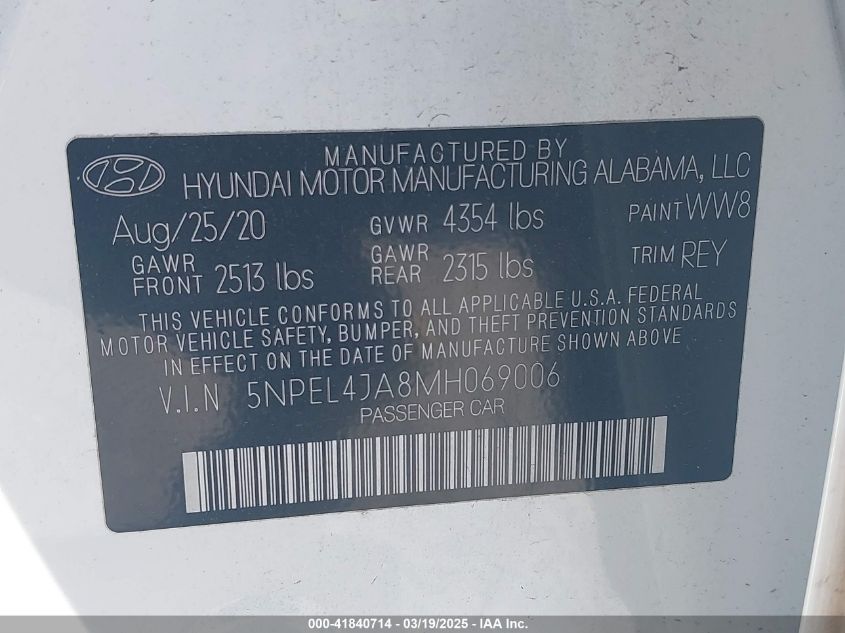 MANUFACTURED BY
HYUNDAI MOTOR MANUFACTURING ALABAMA, LLC
Aug/25/20 GVWR 4354 lbs PAINT WW8
GAWR FRONT 2513 lbs GAWR REAR 2315 lbs TRIM REY
THIS VEHICLE CONFORMS TO ALL APPLICABLE U.S.A. FEDERAL
MOTOR VEHICLE SAFETY, BUMPER, AND THEFT PREVENTION STANDARDS
IN EFFECT ON THE DATE OF MANUFACTURE SHOWN ABOVE
V.I.N 5NPEL4JA8MH069006
PASSENGER CAR
000-41840714 - 03/19/2025 - IAA Inc.